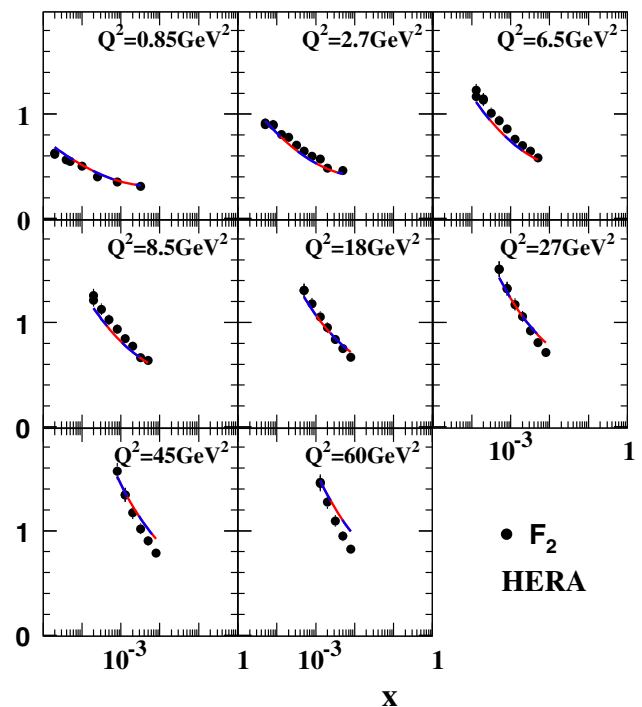 Q²=0.85GeV² Q²=2.7GeV² Q²=6.5GeV²
1
0
Q²=8.5GeV² Q²=18GeV² Q²=27GeV²
1
0
10⁻³ 1
Q²=45GeV² Q²=60GeV²
1
F₂
HERA
0
10⁻³ 1 10⁻³ 1
x